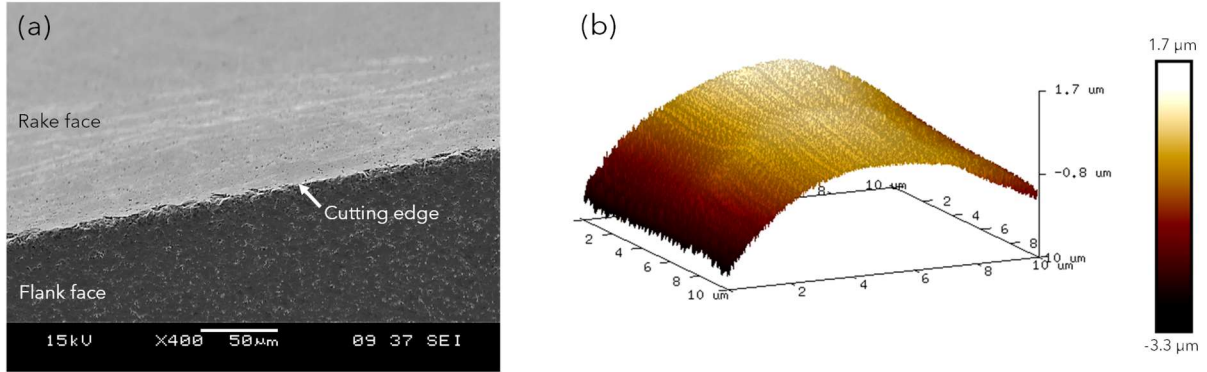 (a)
Rake face
Cutting edge
Flank face
15kV X400 50μm 09 37 SEI
(b)
1.7 μm
1.7 um
-0.8 um
-3.3 μm
8
10 um
2
4
6
8
10 um
2
4
6
8
10 um
2
4
6
8
10 um